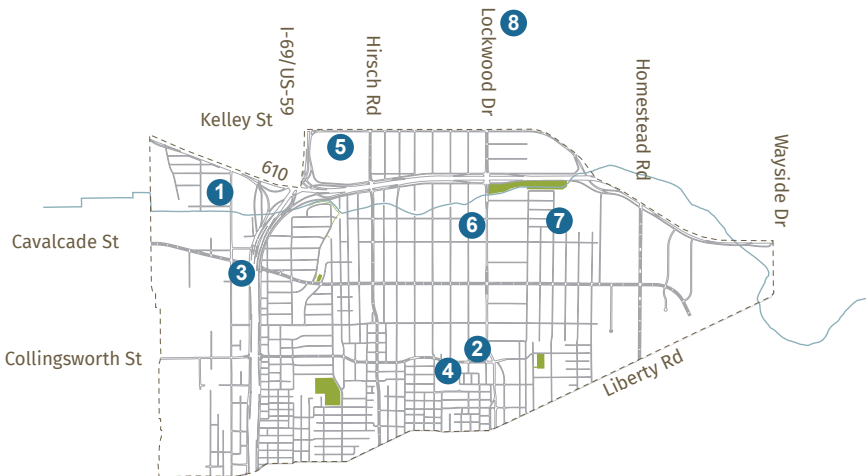 8
Lockwood Dr
I-69/US-59
Hirsch Rd
Homestead Rd
Kelley St
Wayside Dr
5
610
1
6
7
Cavalcade St
3
2
Collingsworth St
4
Liberty Rd